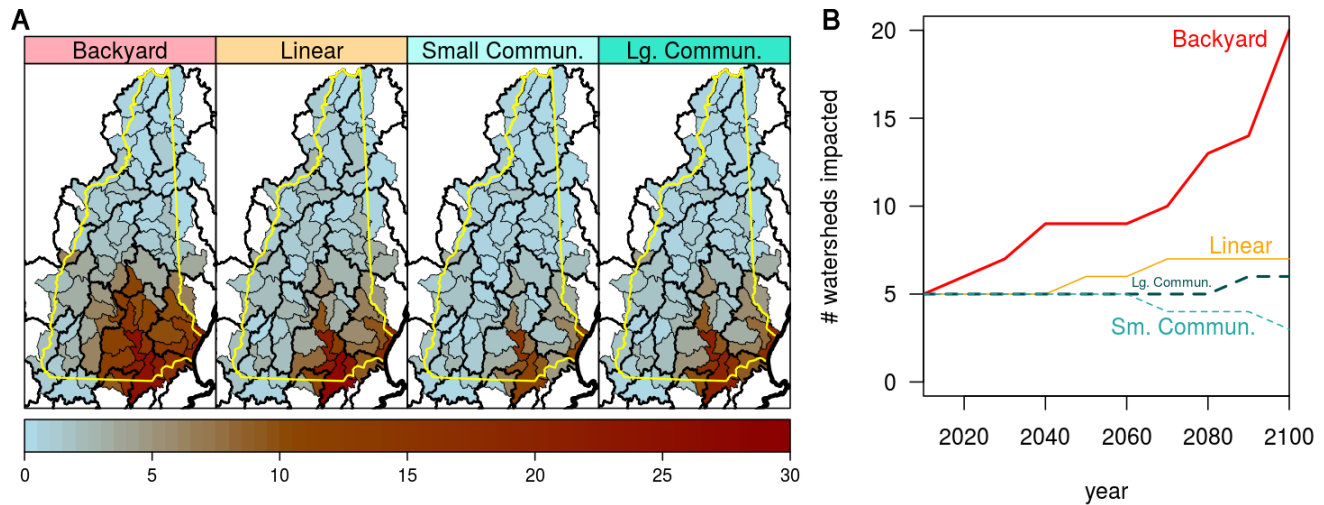 A
Backyard Linear Small Commun. Lg. Commun.
0 5 10 15 20 25 30
B
# watersheds impacted
20
15
10
5
0
Backyard
Linear
Lg. Commun.
Sm. Commun.
2020 2040 2060 2080 2100
year